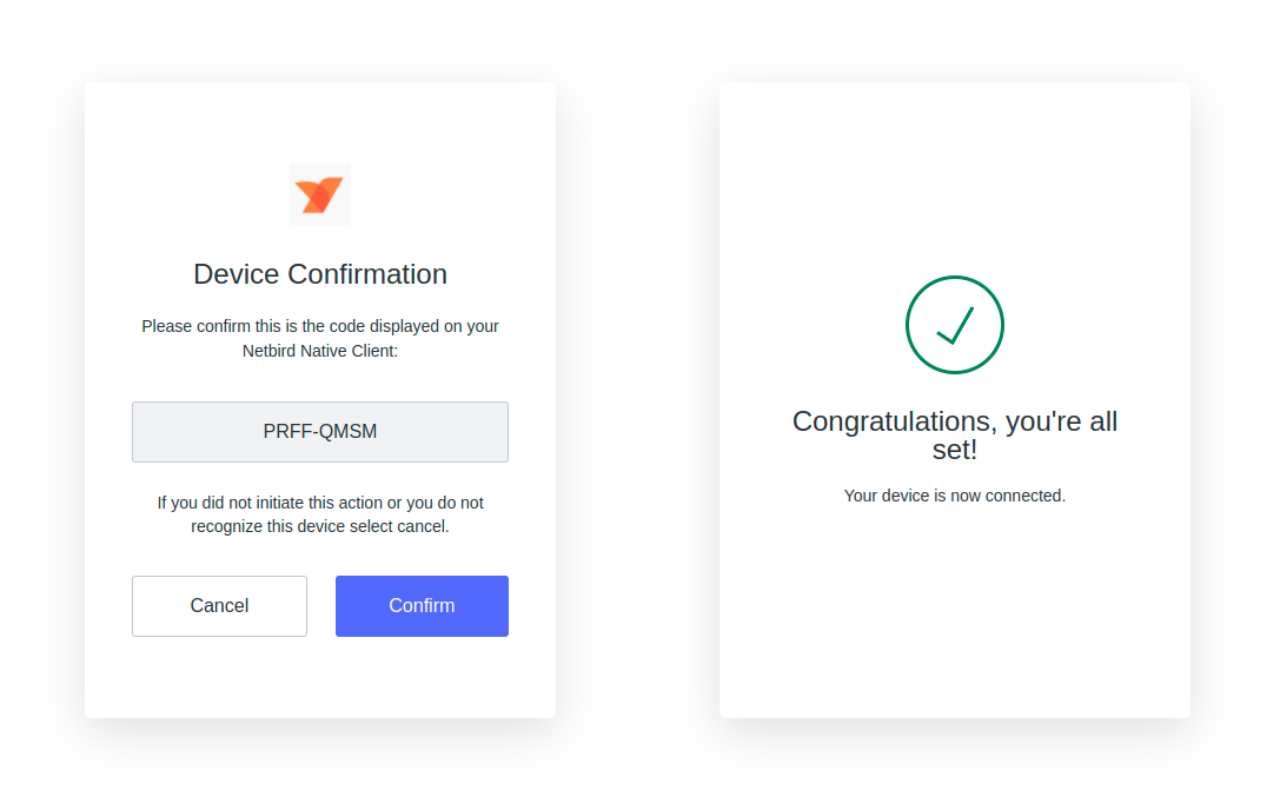 Device Confirmation
Please confirm this is the code displayed on your
Netbird Native Client:
PRFF-QMSM
If you did not initiate this action or you do not
recognize this device select cancel.
Cancel
Confirm
Congratulations, you're all
set!
Your device is now connected.